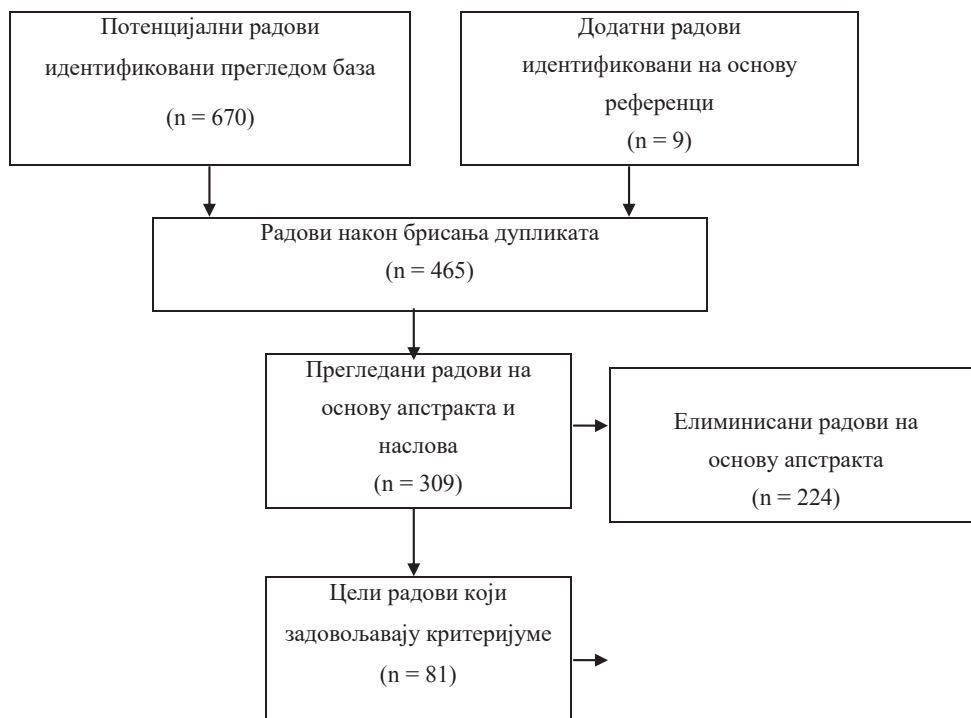 Потенцијални радови
идентификовани прегледом база
(n = 670)
Додатни радови
идентификовани на основу
референци
(n = 9)
Радови након брисања дупликата
(n = 465)
Прегледани радови на
основу апстракта и
наслова
(n = 309)
Елиминисани радови на
основу апстракта
(n = 224)
Цели радови који
задовољавају критеријуме
(n = 81)